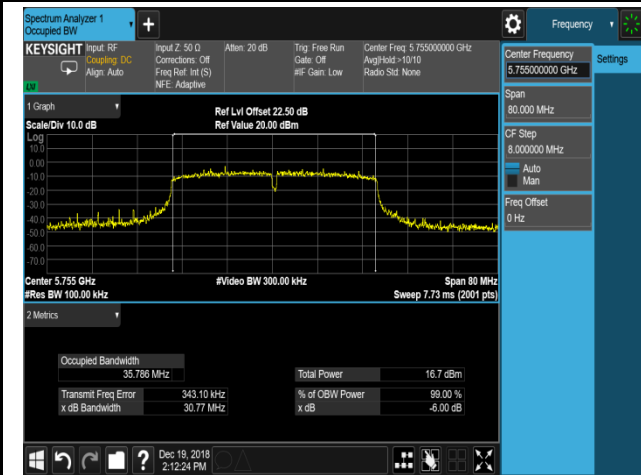 Spectrum Analyzer 1
Occupied BW
Frequency
KEYSIGHT
Input: RF
Coupling: DC
Align: Auto
Input Z: 50 Ω
Corrections: Off
Freq Ref: Int (S)
NFE: Adaptive
Atten: 20 dB
Trig: Free Run
Gate: Off
#IF Gain: Low
Center Freq: 5.755000000 GHz
Avg|Hold:>10/10
Radio Std: None
LXI
Center Frequency
5.755000000 GHz
Settings
Span
80.000 MHz
CF Step
8.000000 MHz
Auto
Man
Freq Offset
0 Hz
1 Graph
Scale/Div 10.0 dB
Ref Lvl Offset 22.50 dB
Ref Value 20.00 dBm
Log
10.0
0.00
-10.0
-20.0
-30.0
-40.0
-50.0
-60.0
-70.0
Center 5.755 GHz
#Video BW 300.00 kHz
Span 80 MHz
#Res BW 100.00 kHz
Sweep 7.73 ms (2001 pts)
2 Metrics
Occupied Bandwidth
35.786 MHz
Total Power 16.7 dBm
Transmit Freq Error 343.10 kHz
% of OBW Power 99.00 %
x dB Bandwidth 30.77 MHz
x dB -6.00 dB
?
Dec 19, 2018
2:12:24 PM